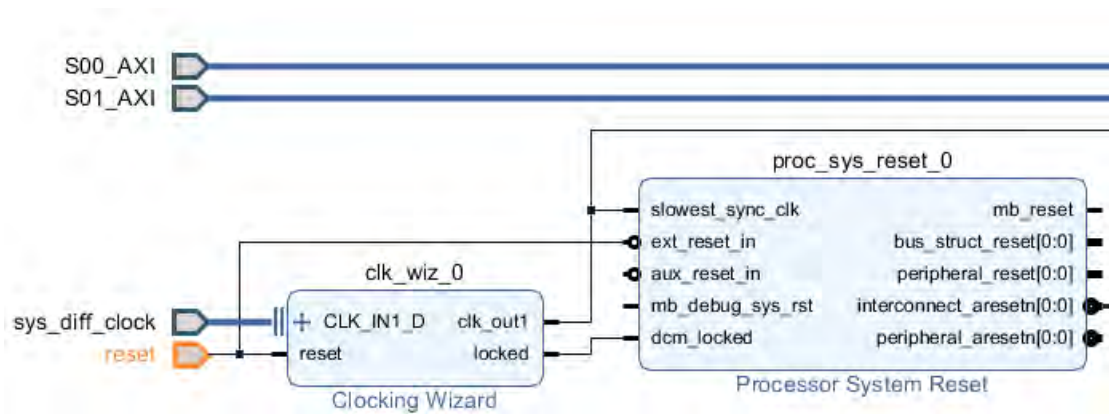 S00_AXI
S01_AXI
proc_sys_reset_0
slowest_sync_clk
mb_reset
ext_reset_in
bus_struct_reset[0:0]
clk_wiz_0
aux_reset_in
peripheral_reset[0:0]
sys_diff_clock
CLK_IN1_D
clk_out1
mb_debug_sys_rst
interconnect_aresetn[0:0]
reset
reset
locked
dcm_locked
peripheral_aresetn[0:0]
Clocking Wizard
Processor System Reset